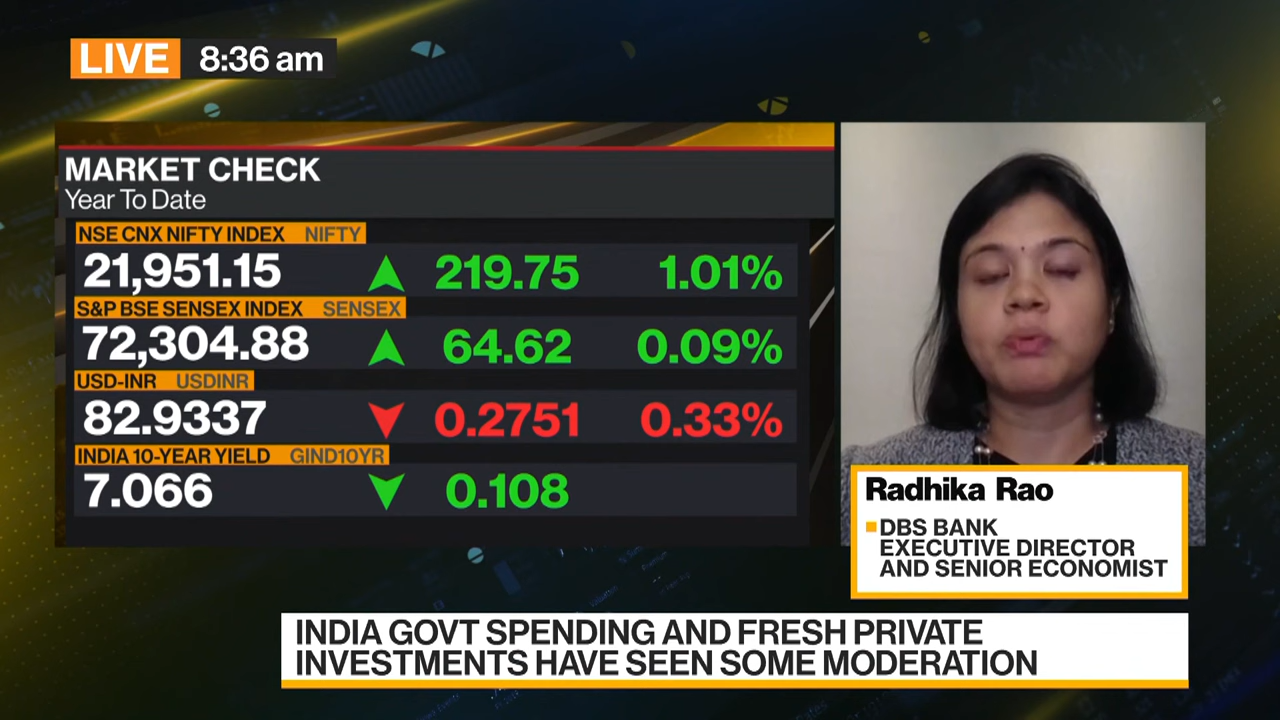 LIVE 8:36 am
MARKET CHECK
Year To Date
NSE CNX NIFTY INDEX NIFTY
21,951.15 219.75 1.01%
S&P BSE SENSEX INDEX SENSEX
72,304.88 64.62 0.09%
USD-INR USDINR
82.9337 0.2751 0.33%
INDIA 10-YEAR YIELD GIND10YR
7.066 0.108
Radhika Rao
DBS BANK
EXECUTIVE DIRECTOR
AND SENIOR ECONOMIST
INDIA GOVT SPENDING AND FRESH PRIVATE
INVESTMENTS HAVE SEEN SOME MODERATION